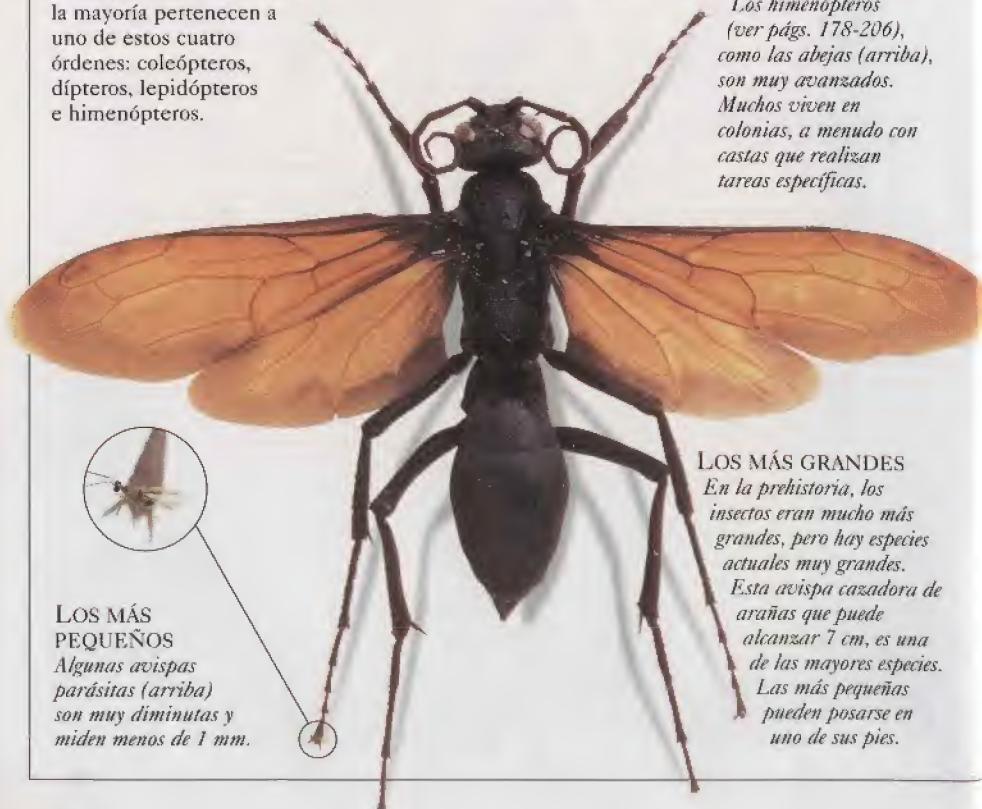 la mayoría pertenecen a
uno de estos cuatro
órdenes: coleópteros,
dípteros, lepidópteros
e himenópteros.
Los himenópteros
(ver págs. 178-206),
como las abejas (arriba),
son muy avanzados.
Muchos viven en
colonias, a menudo con
castas que realizan
tareas específicas.
LOS MÁS GRANDES
En la prehistoria, los
insectos eran mucho más
grandes, pero hay especies
actuales muy grandes.
Esta avispa cazadora de
arañas que puede
alcanzar 7 cm, es una
de las mayores especies.
Las más pequeñas
pueden posarse en
uno de sus pies.
LOS MÁS
PEQUEÑOS
Algunas avispas
parásitas (arriba)
son muy diminutas y
miden menos de 1 mm.